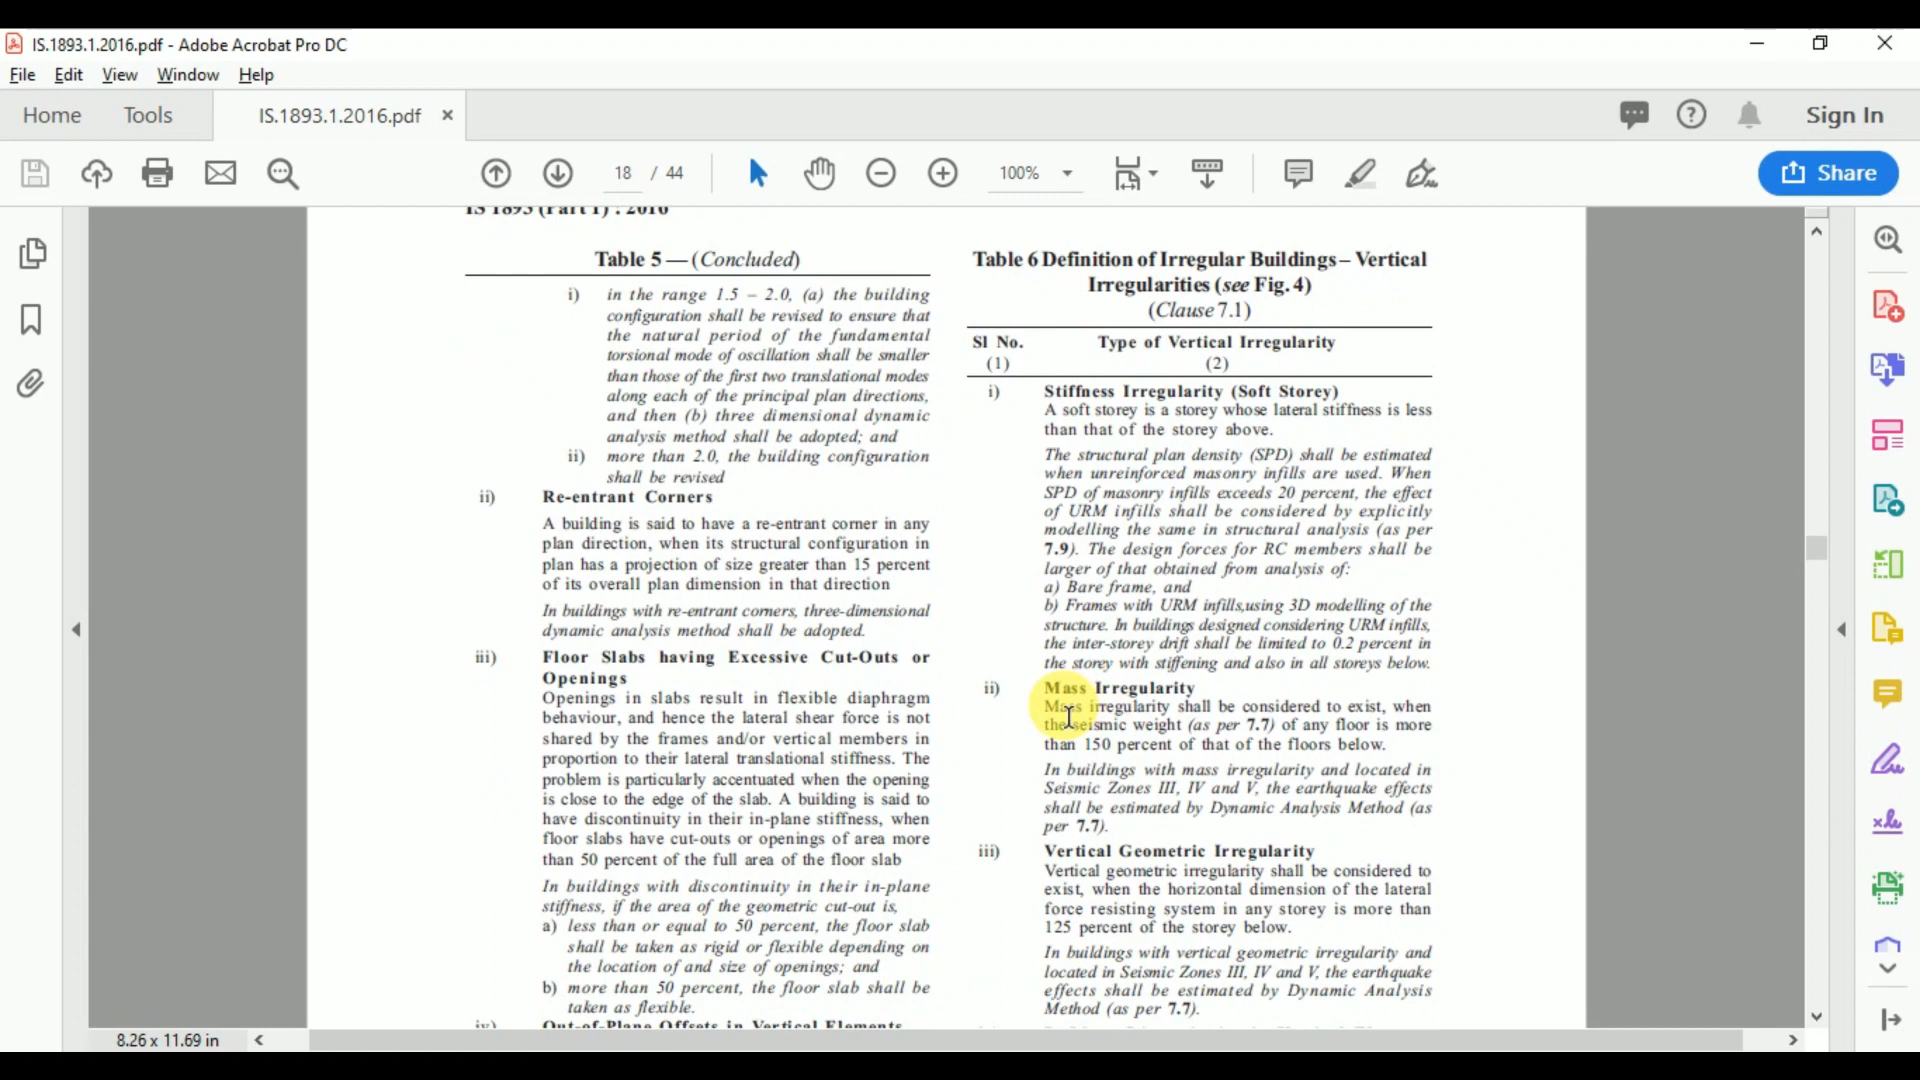 IS.1893.1.2016.pdf - Adobe Acrobat Pro DC
File Edit View Window Help
Home Tools IS.1893.1.2016.pdf × Sign In
18 / 44 100% Share
IS 1893 (Part 1) : 2016
Table 5 — (Concluded)
i) in the range 1.5 – 2.0, (a) the building
configuration shall be revised to ensure that
the natural period of the fundamental
torsional mode of oscillation shall be smaller
than those of the first two translational modes
along each of the principal plan directions,
and then (b) three dimensional dynamic
analysis method shall be adopted; and
ii) more than 2.0, the building configuration
shall be revised
ii) Re-entrant Corners
A building is said to have a re-entrant corner in any
plan direction, when its structural configuration in
plan has a projection of size greater than 15 percent
of its overall plan dimension in that direction
In buildings with re-entrant corners, three-dimensional
dynamic analysis method shall be adopted.
iii) Floor Slabs having Excessive Cut-Outs or
Openings
Openings in slabs result in flexible diaphragm
behaviour, and hence the lateral shear force is not
shared by the frames and/or vertical members in
proportion to their lateral translational stiffness. The
problem is particularly accentuated when the opening
is close to the edge of the slab. A building is said to
have discontinuity in their in-plane stiffness, when
floor slabs have cut-outs or openings of area more
than 50 percent of the full area of the floor slab
In buildings with discontinuity in their in-plane
stiffness, if the area of the geometric cut-out is,
a) less than or equal to 50 percent, the floor slab
shall be taken as rigid or flexible depending on
the location of and size of openings; and
b) more than 50 percent, the floor slab shall be
taken as flexible.
iv) Out-of-Plane Offsets in Vertical Elements
Table 6 Definition of Irregular Buildings – Vertical
Irregularities (see Fig. 4)
(Clause 7.1)
Sl No. Type of Vertical Irregularity
(1) (2)
i) Stiffness Irregularity (Soft Storey)
A soft storey is a storey whose lateral stiffness is less
than that of the storey above.
The structural plan density (SPD) shall be estimated
when unreinforced masonry infills are used. When
SPD of masonry infills exceeds 20 percent, the effect
of URM infills shall be considered by explicitly
modelling the same in structural analysis (as per
7.9). The design forces for RC members shall be
larger of that obtained from analysis of:
a) Bare frame, and
b) Frames with URM infills,using 3D modelling of the
structure. In buildings designed considering URM infills,
the inter-storey drift shall be limited to 0.2 percent in
the storey with stiffening and also in all storeys below.
ii) Mass Irregularity
Mass irregularity shall be considered to exist, when
the seismic weight (as per 7.7) of any floor is more
than 150 percent of that of the floors below.
In buildings with mass irregularity and located in
Seismic Zones III, IV and V, the earthquake effects
shall be estimated by Dynamic Analysis Method (as
per 7.7).
iii) Vertical Geometric Irregularity
Vertical geometric irregularity shall be considered to
exist, when the horizontal dimension of the lateral
force resisting system in any storey is more than
125 percent of the storey below.
In buildings with vertical geometric irregularity and
located in Seismic Zones III, IV and V, the earthquake
effects shall be estimated by Dynamic Analysis
Method (as per 7.7).
8.26 x 11.69 in